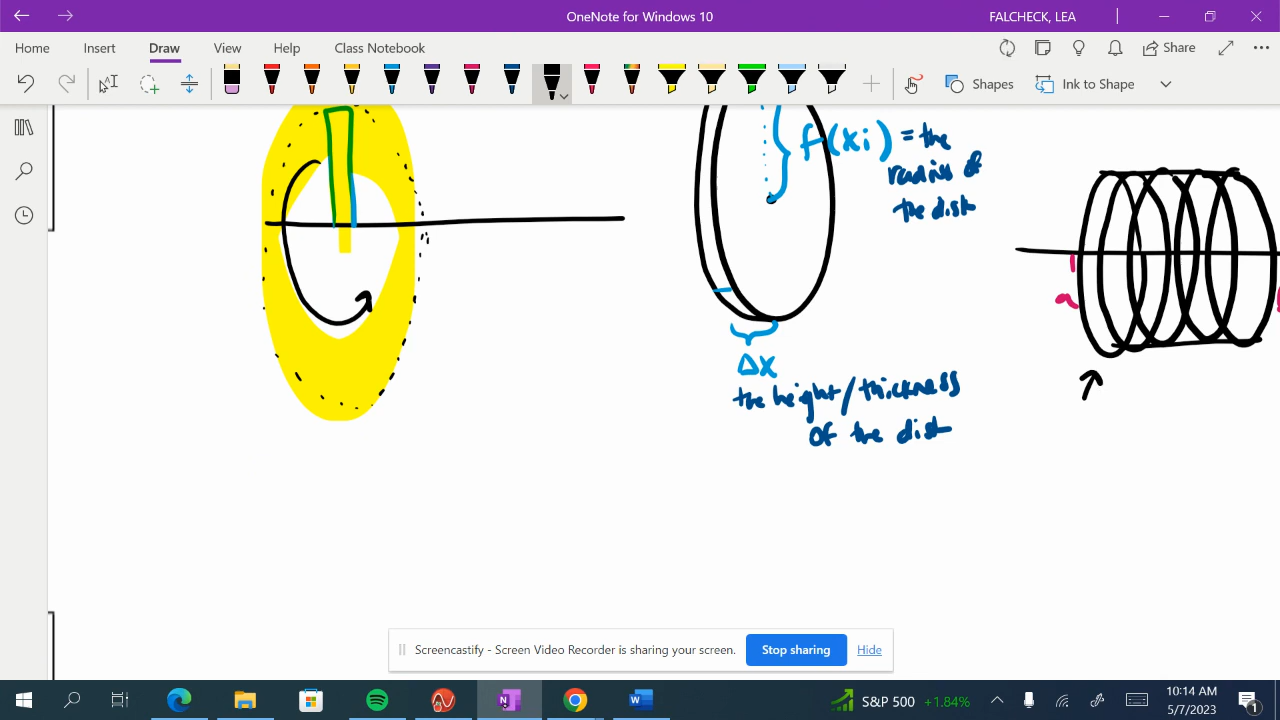 OneNote for Windows 10
FALCHECK, LEA
Home
Insert
Draw
View
Help
Class Notebook
Share
Shapes
Ink to Shape
f(xi) = the
radius of
the disk
Δx
the height/thickness
of the disk
a
Screencastify - Screen Video Recorder is sharing your screen.
Stop sharing
Hide
S&P 500 +1.84%
10:14 AM
5/7/2023
1